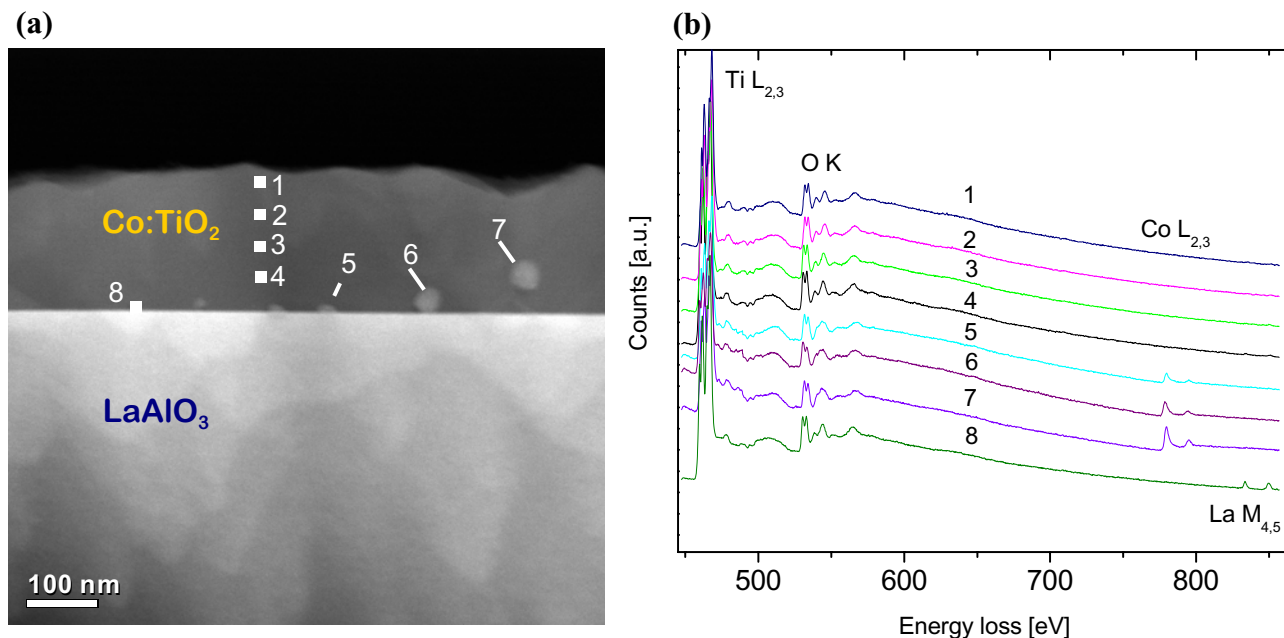 (a)
1
2
3
4
5
6
7
8
Co:TiO₂
LaAlO₃
100 nm
(b)
Ti L₂,₃
O K
Co L₂,₃
La M₄,₅
1
2
3
4
5
6
7
8
Counts [a.u.]
500 600 700 800
Energy loss [eV]